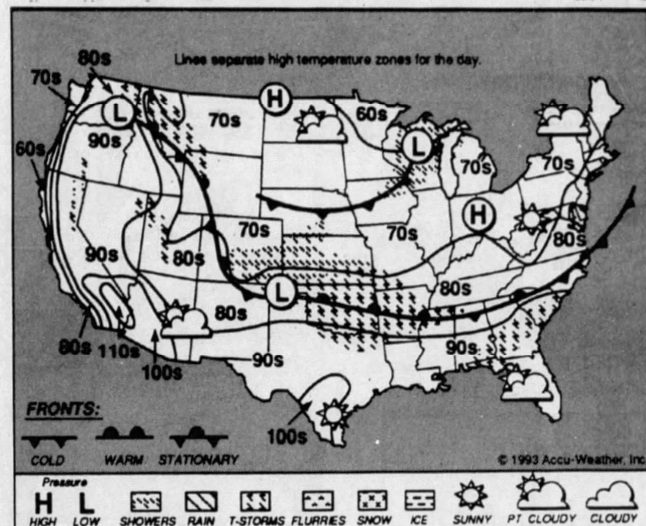 Lines separate high temperature zones for the day.
80s
70s
H
60s
L
70s
90s
L
70s
70s
60s
H
80s
90s
80s
70s
70s
L
80s
80s
90s
90s
80s
110s
100s
100s
FRONTS:
COLD WARM STATIONARY
© 1993 Accu-Weather, Inc.
Pressure
H L
HIGH LOW SHOWERS RAIN T-STORMS FLURRIES SNOW ICE SUNNY PT CLOUDY CLOUDY